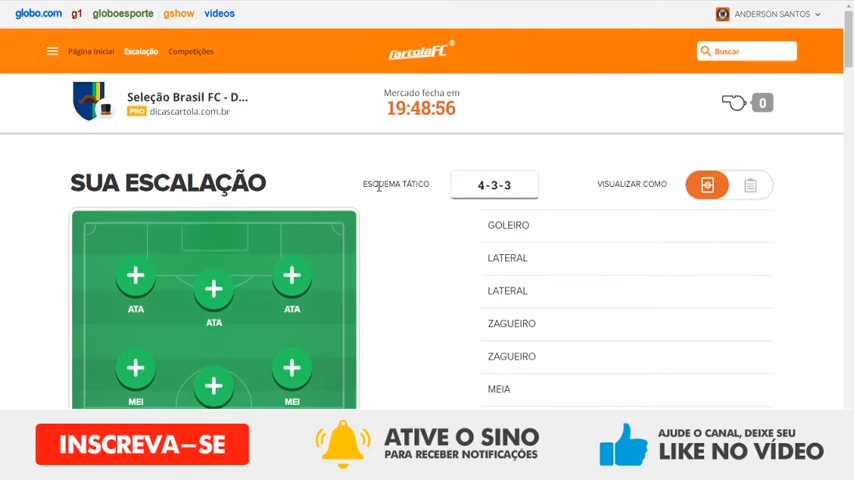 globo.com g1 globoesporte gshow videos
ANDERSON SANTOS
Página Inicial Escalação Competições
CartolaFC®
Buscar
Seleção Brasil FC - D...
PRO dicascartola.com.br
Mercado fecha em
19:48:56
0
SUA ESCALAÇÃO
ESQUEMA TÁTICO
4-3-3
VISUALIZAR COMO
ATA
ATA
ATA
MEI
MEI
GOLEIRO
LATERAL
LATERAL
ZAGUEIRO
ZAGUEIRO
MEIA
INSCREVA-SE
ATIVE O SINO
PARA RECEBER NOTIFICAÇÕES
AJUDE O CANAL, DEIXE SEU
LIKE NO VÍDEO